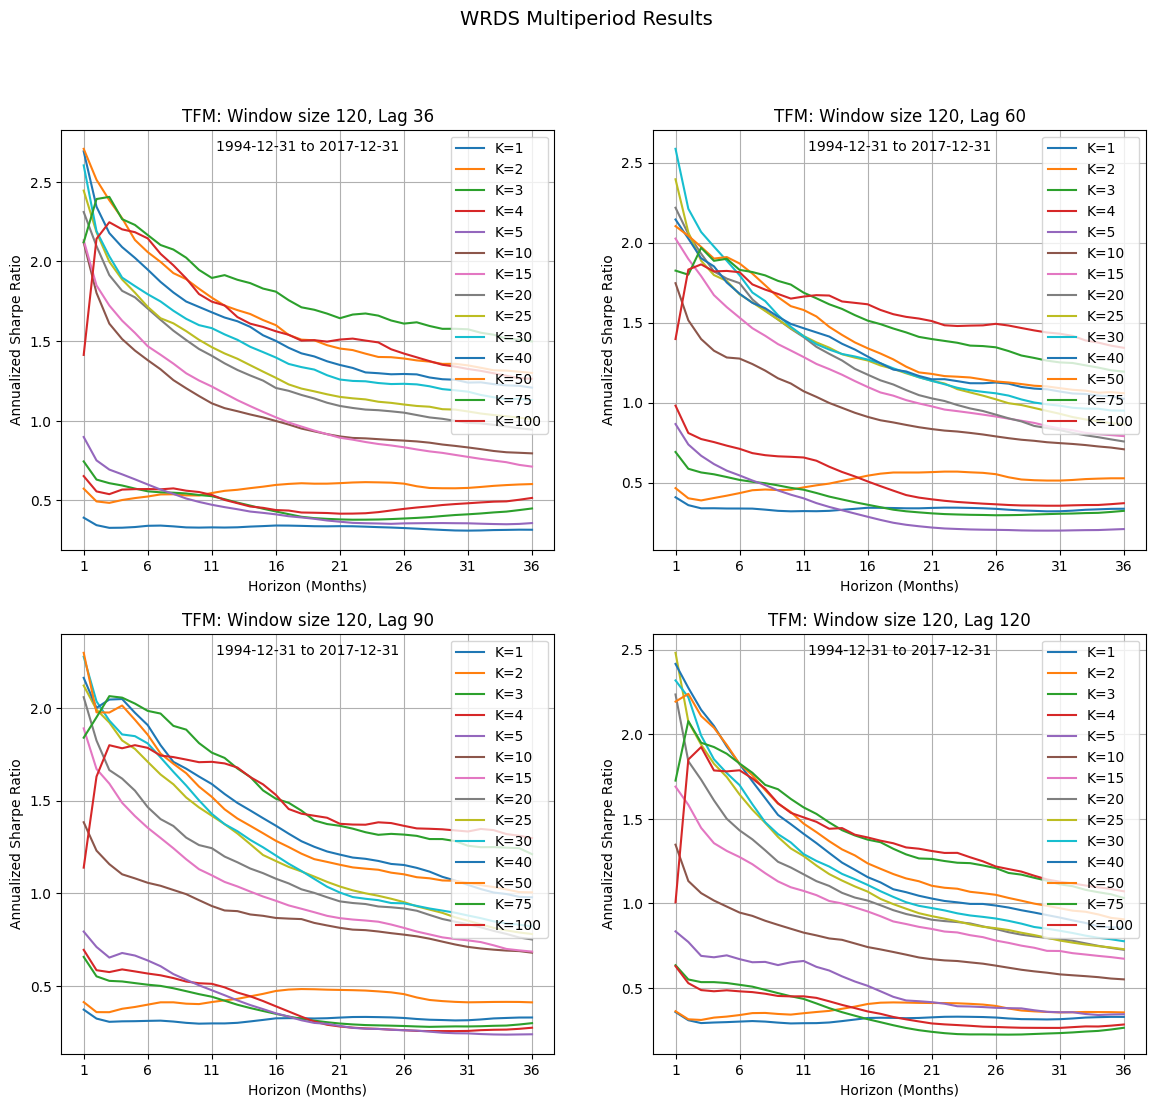 WRDS Multiperiod Results
TFM: Window size 120, Lag 36
1994-12-31 to 2017-12-31
Annualized Sharpe Ratio
2.5
2.0
1.5
1.0
0.5
K=1
K=2
K=3
K=4
K=5
K=10
K=15
K=20
K=25
K=30
K=40
K=50
K=75
K=100
1 6 11 16 21 26 31 36
Horizon (Months)
TFM: Window size 120, Lag 60
1994-12-31 to 2017-12-31
Annualized Sharpe Ratio
2.5
2.0
1.5
1.0
0.5
K=1
K=2
K=3
K=4
K=5
K=10
K=15
K=20
K=25
K=30
K=40
K=50
K=75
K=100
1 6 11 16 21 26 31 36
Horizon (Months)
TFM: Window size 120, Lag 90
1994-12-31 to 2017-12-31
Annualized Sharpe Ratio
2.0
1.5
1.0
0.5
K=1
K=2
K=3
K=4
K=5
K=10
K=15
K=20
K=25
K=30
K=40
K=50
K=75
K=100
1 6 11 16 21 26 31 36
Horizon (Months)
TFM: Window size 120, Lag 120
1994-12-31 to 2017-12-31
Annualized Sharpe Ratio
2.5
2.0
1.5
1.0
0.5
K=1
K=2
K=3
K=4
K=5
K=10
K=15
K=20
K=25
K=30
K=40
K=50
K=75
K=100
1 6 11 16 21 26 31 36
Horizon (Months)